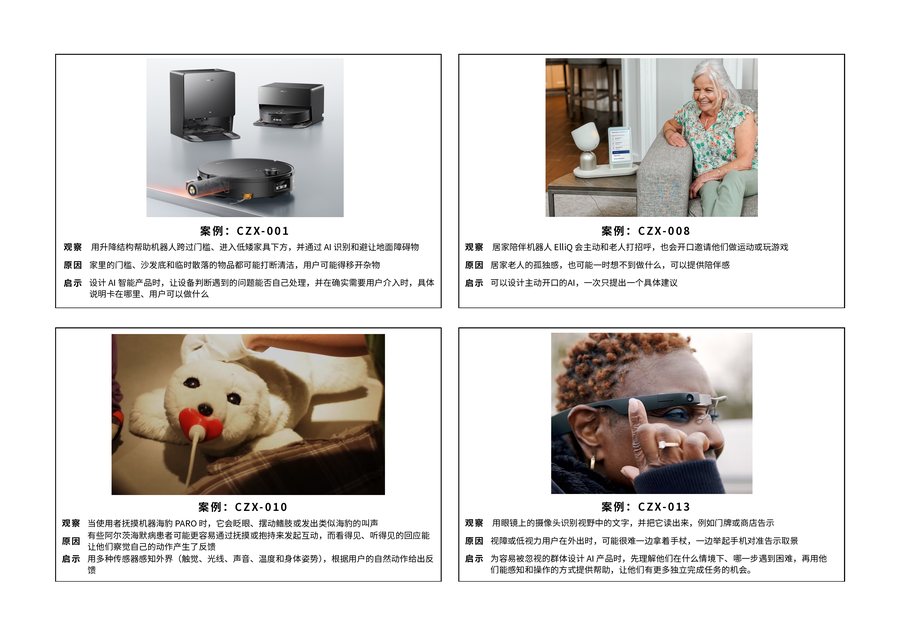 案例：CZX-001
观察 用升降结构帮助机器人跨过门槛、进入低矮家具下方，并通过 AI 识别和避让地面障碍物
原因 家里的门槛、沙发底和临时散落的物品都可能打断清洁，用户可能得移开杂物
启示 设计 AI 智能产品时，让设备判断遇到的问题能否自己处理，并在确实需要用户介入时，具体
说明卡在哪里、用户可以做什么
案例：CZX-008
观察 居家陪伴机器人 ElliQ 会主动和老人打招呼，也会开口邀请他们做运动或玩游戏
原因 居家老人的孤独感，也可能一时想不到做什么，可以提供陪伴感
启示 可以设计主动开口的AI，一次只提出一个具体建议
案例：CZX-010
观察 当使用者抚摸机器海豹 PARO 时，它会眨眼、摆动鳍肢或发出类似海豹的叫声
原因 有些阿尔茨海默病患者可能更容易通过抚摸或抱持来发起互动，而看得见、听得见的回应能
让他们察觉自己的动作产生了反馈
启示 用多种传感器感知外界（触觉、光线、声音、温度和身体姿势），根据用户的自然动作给出反
馈
案例：CZX-013
观察 用眼镜上的摄像头识别视野中的文字，并把它读出来，例如门牌或商店告示
原因 视障或低视力用户在外出时，可能很难一边拿着手杖，一边举起手机对准告示取景
启示 为容易被忽视的群体设计 AI 产品时，先理解他们在什么情境下、哪一步遇到困难，再用他
们能感知和操作的方式提供帮助，让他们有更多独立完成任务的机会。